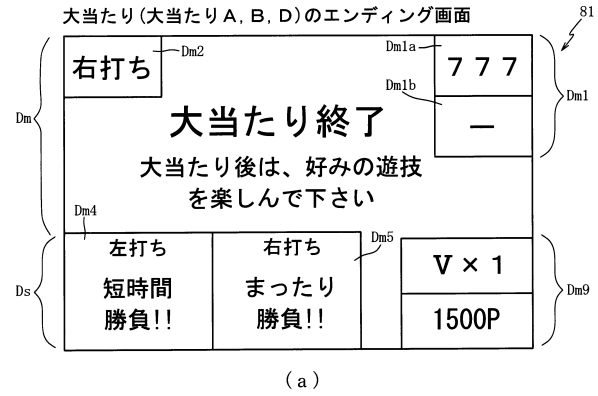 大当たり(大当たりA,B,D)のエンディング画面
81
右打ち
Dm2
Dm1a
777
Dm1b
Dm1
－
Dm
大当たり終了
大当たり後は、好みの遊技
を楽しんで下さい
Dm4
Dm5
Ds
左打ち
短時間
勝負!!
右打ち
まったり
勝負!!
V×1
1500P
Dm9
(a)